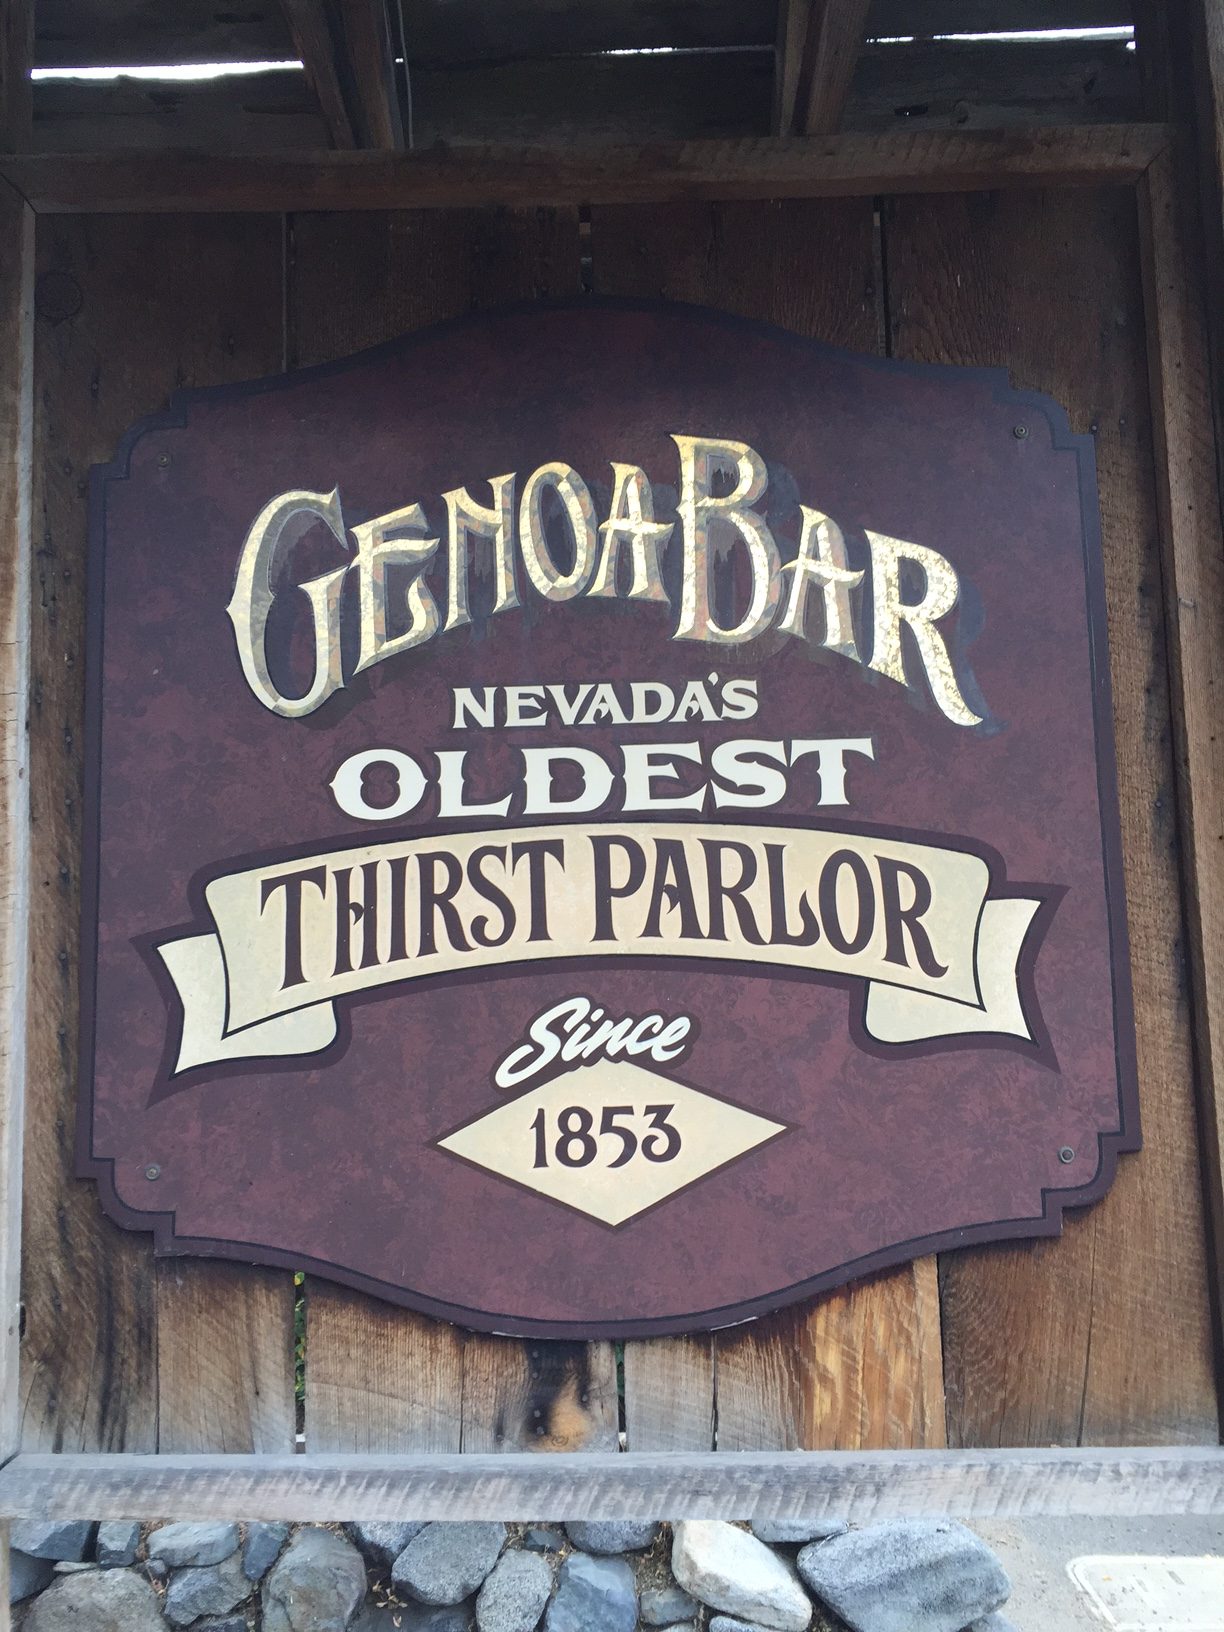 GENOA BAR
NEVADA'S
OLDEST
THIRST PARLOR
Since
1853